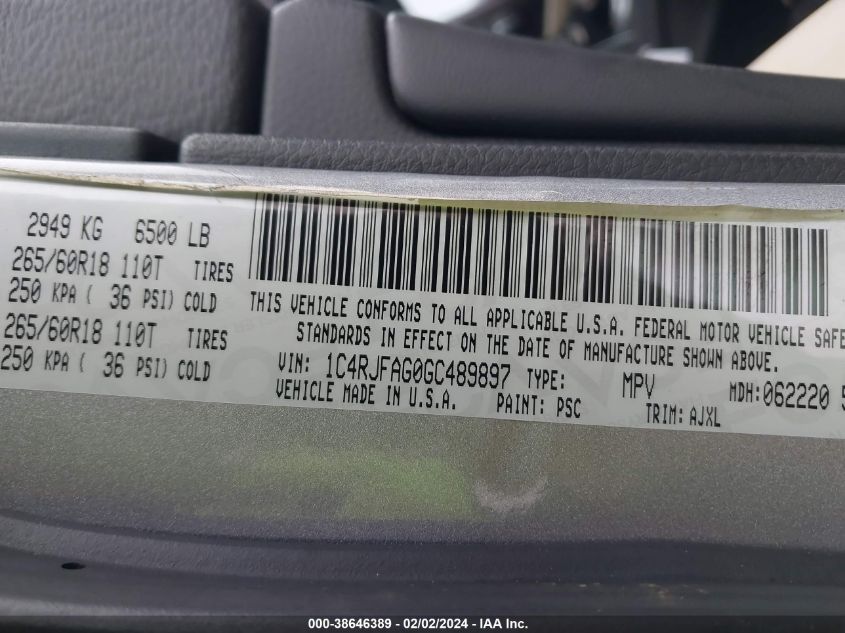 2949 KG 6500 LB
265/60R18 110T TIRES
250 KPA ( 36 PSI) COLD
265/60R18 110T TIRES
250 KPA ( 36 PSI) COLD
THIS VEHICLE CONFORMS TO ALL APPLICABLE U.S.A. FEDERAL MOTOR VEHICLE SAFE
STANDARDS IN EFFECT ON THE DATE OF MANUFACTURE SHOWN ABOVE.
VIN: 1C4RJFAG0GC489897 TYPE: MPV MDH:062220 5
VEHICLE MADE IN U.S.A. PAINT: PSC TRIM: AJXL
000-38646389 - 02/02/2024 - IAA Inc.